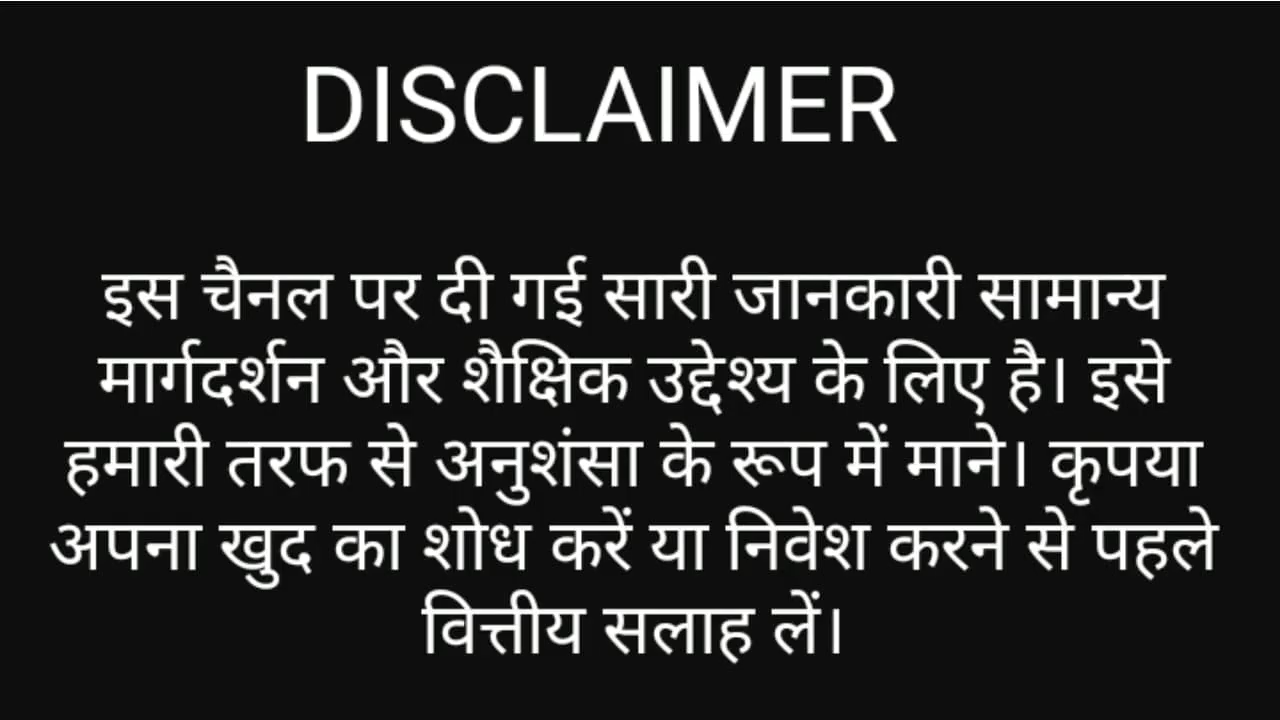 DISCLAIMER
इस चैनल पर दी गई सारी जानकारी सामान्य
मार्गदर्शन और शैक्षिक उद्देश्य के लिए है। इसे
हमारी तरफ से अनुशंसा के रूप में माने। कृपया
अपना खुद का शोध करें या निवेश करने से पहले
वित्तीय सलाह लें।